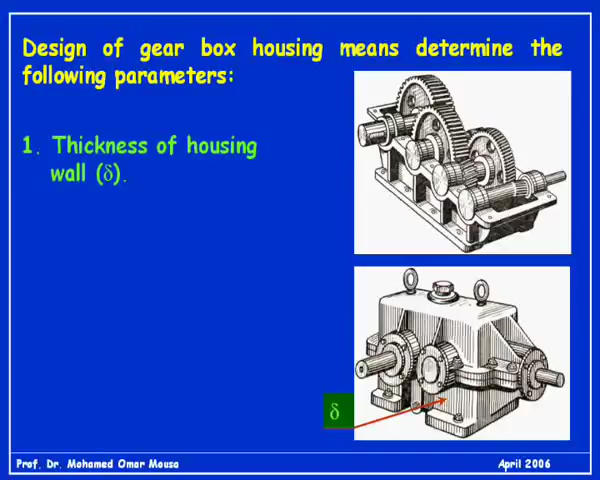 Design of gear box housing means determine the
following parameters:
1. Thickness of housing
wall (δ).
δ
Prof. Dr. Mohamed Omar Mousa
April 2006